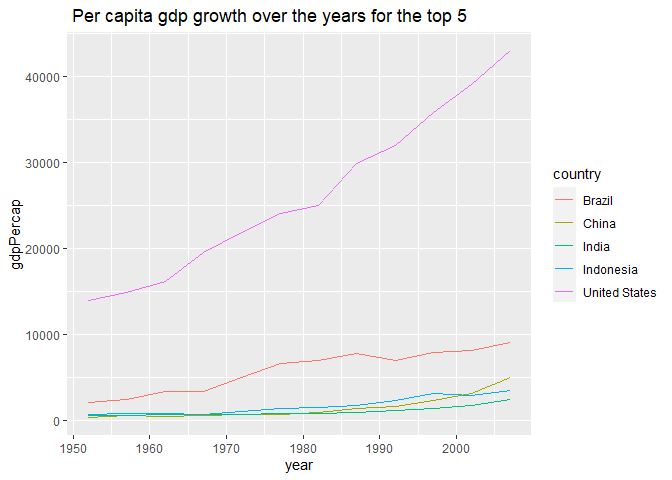 Per capita gdp growth over the years for the top 5
gdpPercap
40000
30000
20000
10000
0
1950
1960
1970
1980
1990
2000
year
country
Brazil
China
India
Indonesia
United States